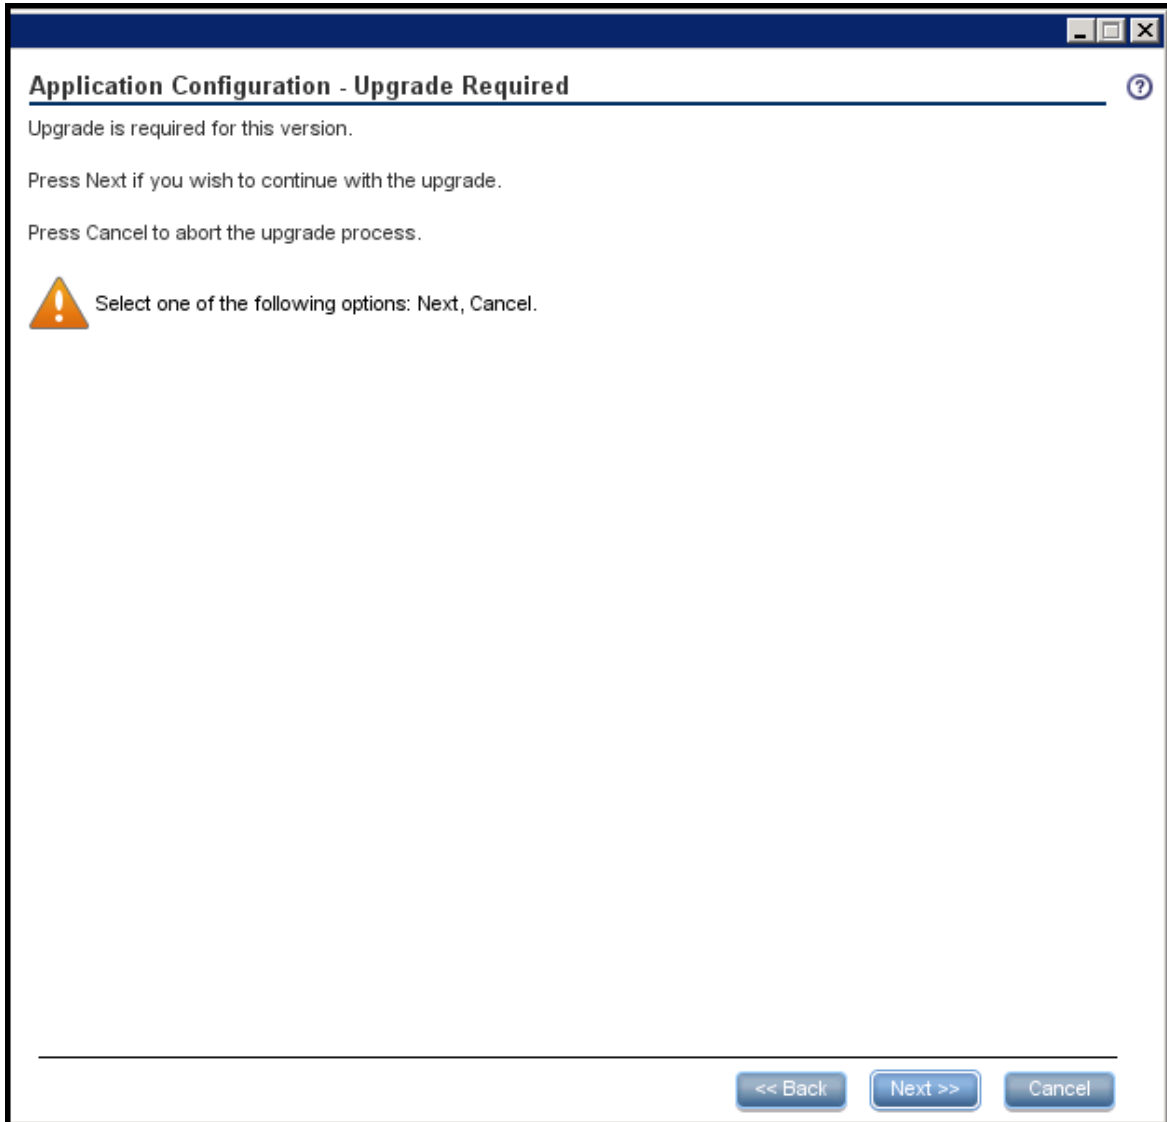 Application Configuration - Upgrade Required
Upgrade is required for this version.
Press Next if you wish to continue with the upgrade.
Press Cancel to abort the upgrade process.
Select one of the following options: Next, Cancel.
<< Back Next >> Cancel